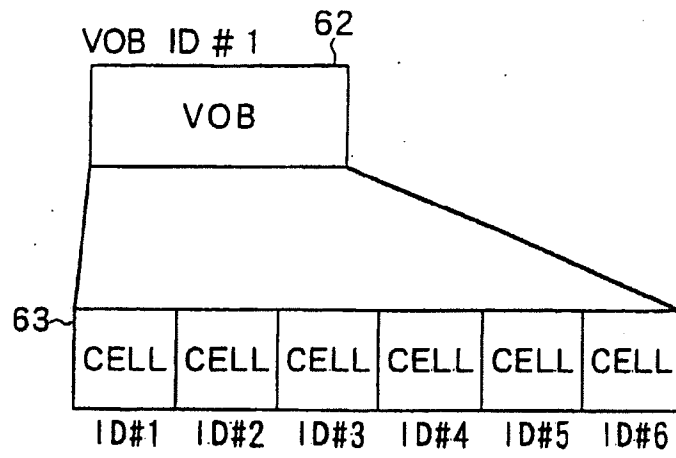 VOB ID # 1 62
VOB
63
CELL CELL CELL CELL CELL CELL
ID#1 ID#2 ID#3 ID#4 ID#5 ID#6